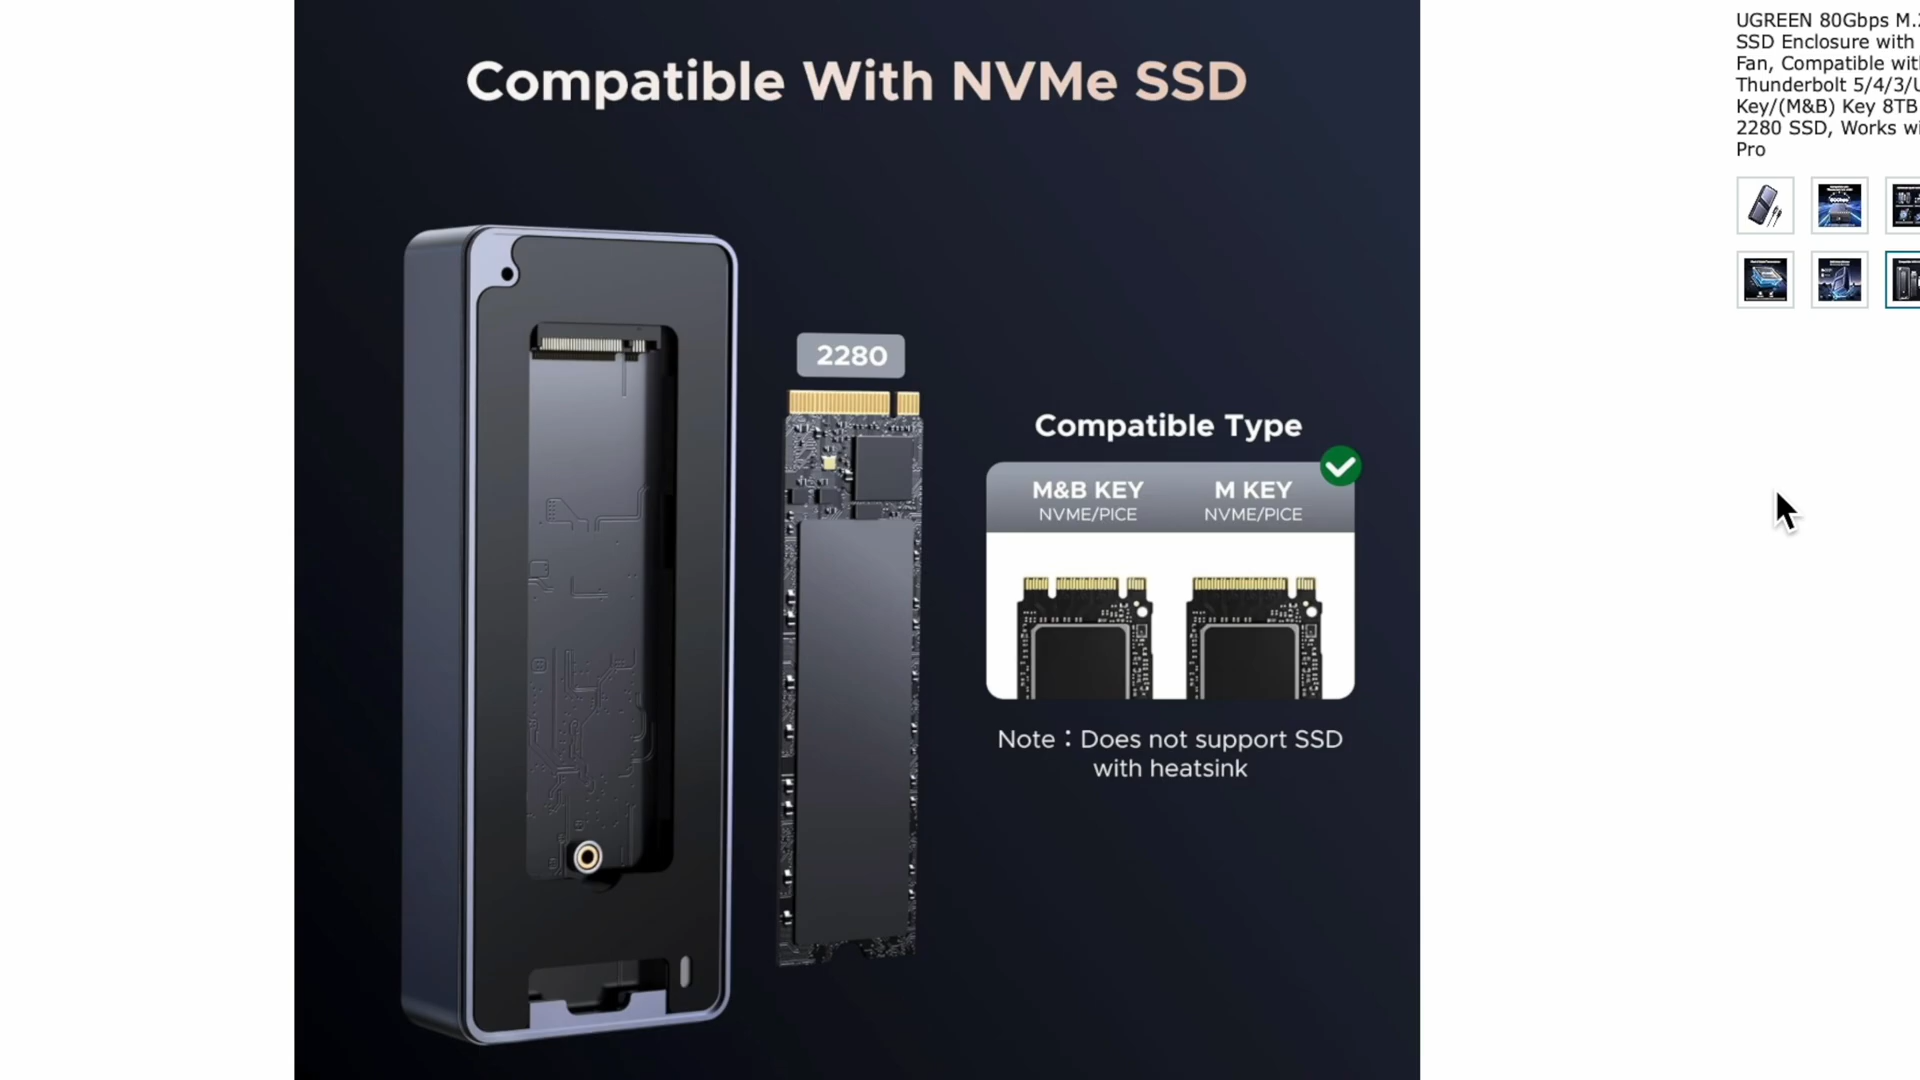 Compatible With NVMe SSD
2280
Compatible Type
M&B KEY
NVME/PICE
M KEY
NVME/PICE
Note：Does not support SSD
with heatsink
UGREEN 80Gbps M.
SSD Enclosure with
Fan, Compatible wit
Thunderbolt 5/4/3/U
Key/(M&B) Key 8TB
2280 SSD, Works wi
Pro